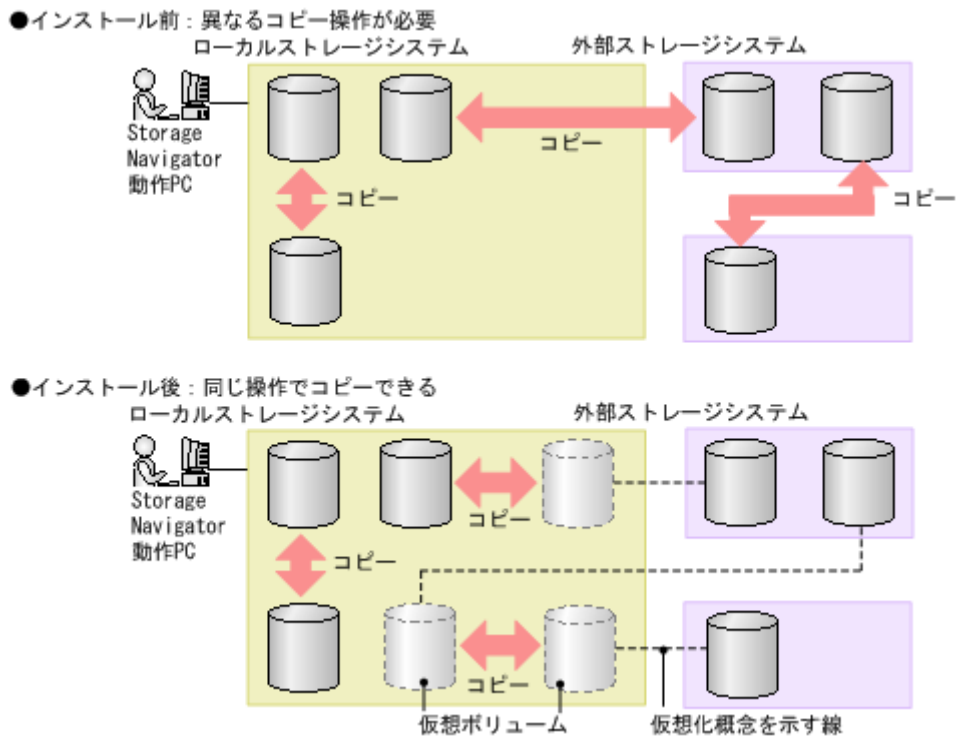 ●インストール前：異なるコピー操作が必要
ローカルストレージシステム
外部ストレージシステム
Storage
Navigator
動作PC
コピー
コピー
コピー
●インストール後：同じ操作でコピーできる
ローカルストレージシステム
外部ストレージシステム
Storage
Navigator
動作PC
コピー
コピー
コピー
仮想ボリューム
仮想化概念を示す線